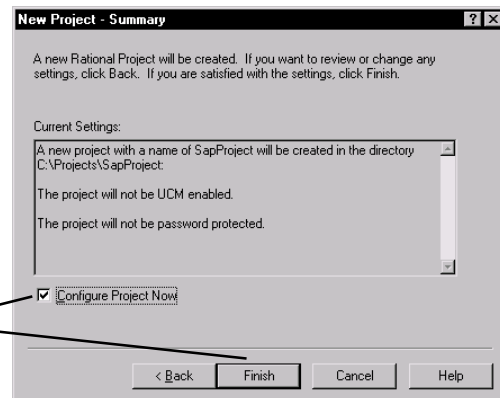 New Project - Summary
A new Rational Project will be created. If you want to review or change any
settings, click Back. If you are satisfied with the settings, click Finish.
Current Settings:
A new project with a name of SapProject will be created in the directory
C:\Projects\SapProject:
The project will not be UCM enabled.
The project will not be password protected.
Configure Project Now
< Back Finish Cancel Help